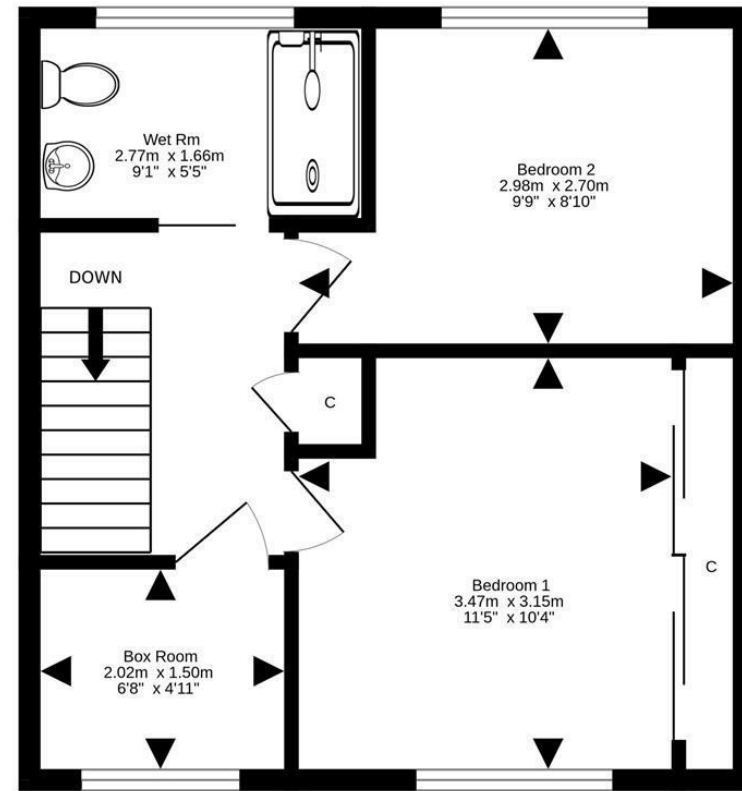 Wet Rm
2.77m x 1.66m
9'1" x 5'5"
Bedroom 2
2.98m x 2.70m
9'9" x 8'10"
DOWN
C
Bedroom 1
3.47m x 3.15m
11'5" x 10'4"
C
Box Room
2.02m x 1.50m
6'8" x 4'11"